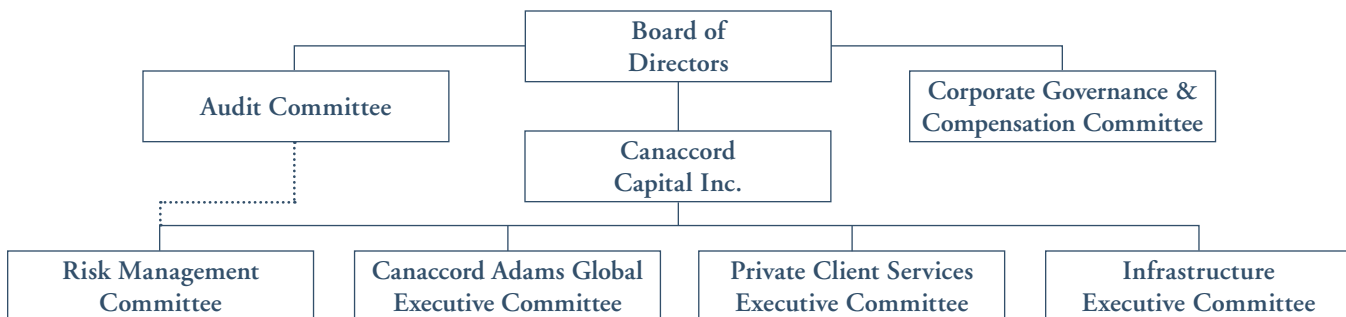 Board of
Directors
Audit Committee
Corporate Governance &
Compensation Committee
Canaccord
Capital Inc.
Risk Management
Committee
Canaccord Adams Global
Executive Committee
Private Client Services
Executive Committee
Infrastructure
Executive Committee